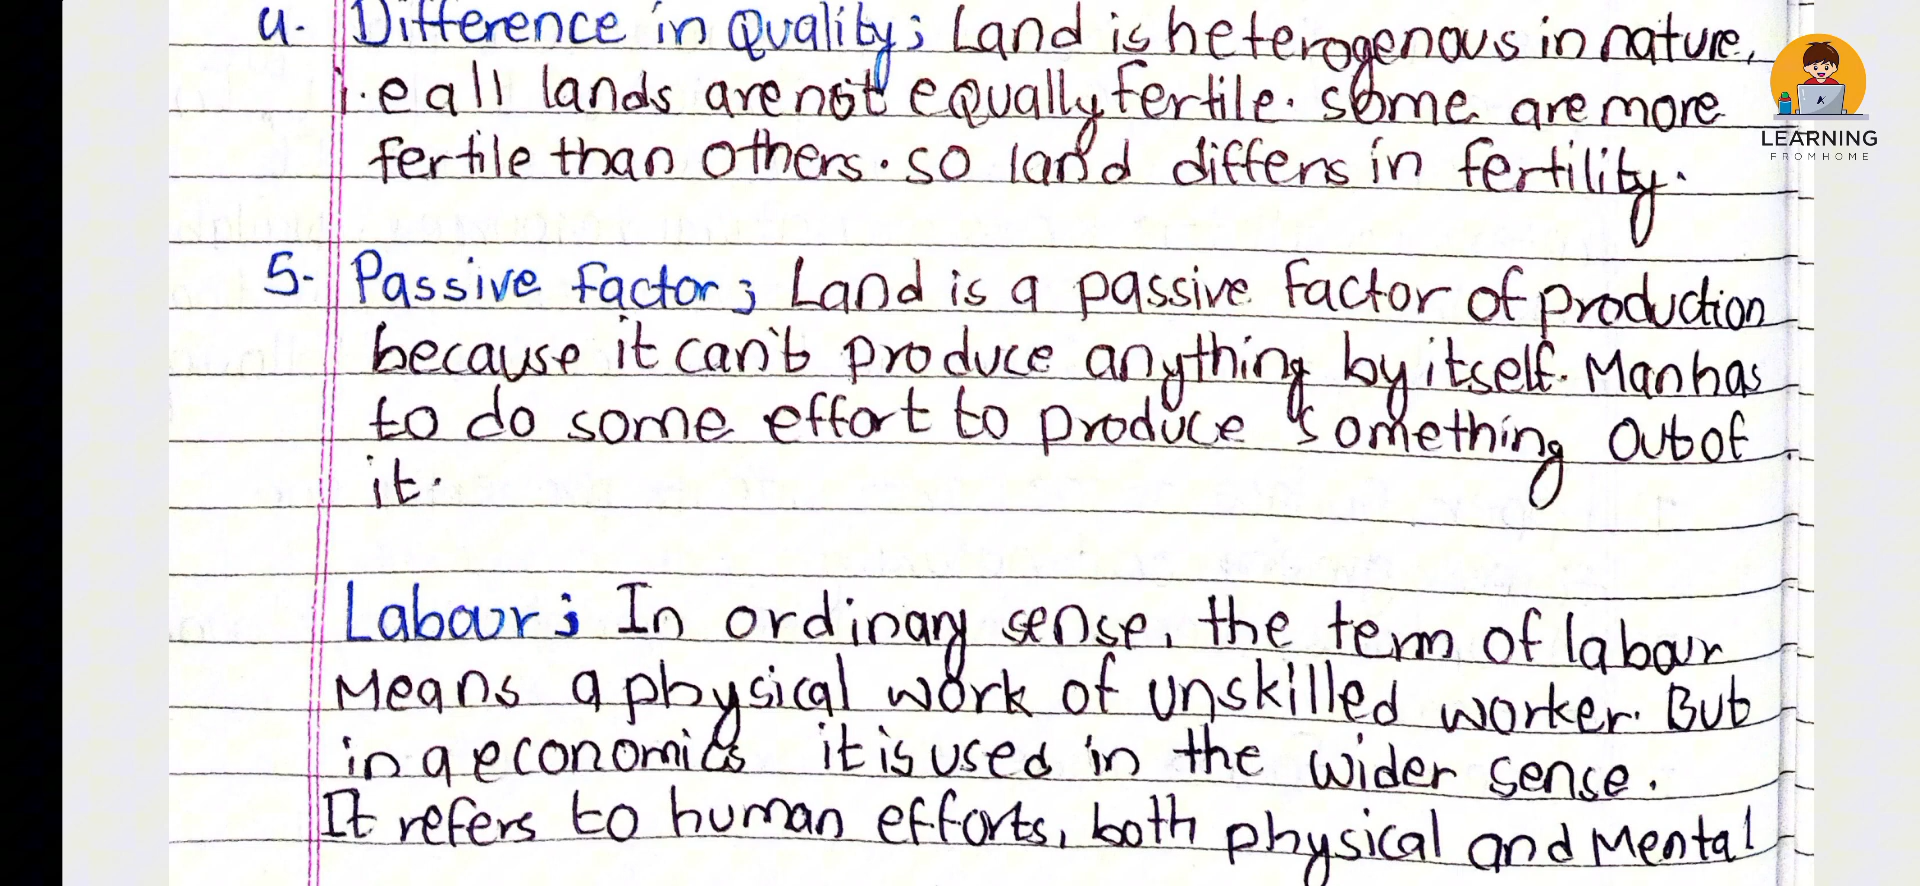 4. Difference in Quality; Land is heterogenous in nature,
i.e all lands are not equally fertile. some are more
fertile than others. so land differs in fertility.
5. Passive factor; Land is a passive factor of production
because it can't produce anything by itself. Man has
to do some effort to produce something out of
it.
Labour; In ordinary sense, the term of labour
Means a physical work of unskilled worker. But
in a economics it is used in the wider sense.
It refers to human efforts, both physical and Mental
K
LEARNING
FROMHOME